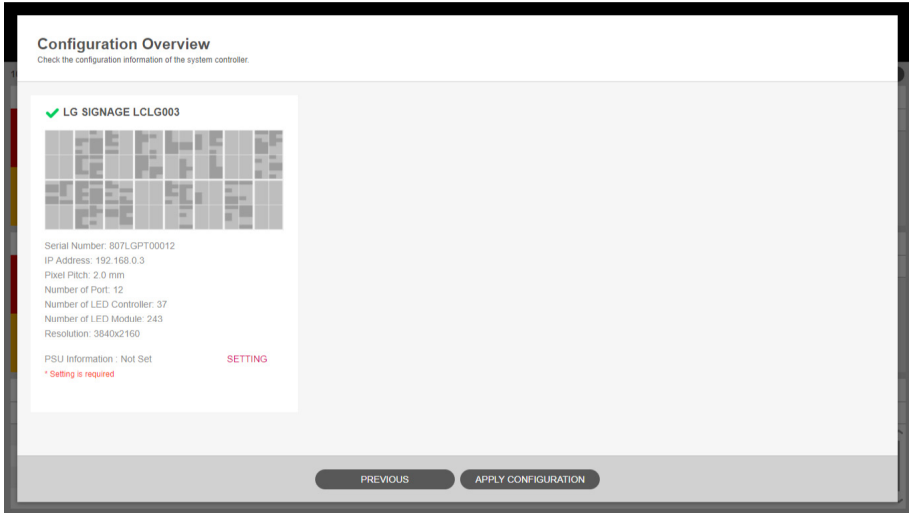 Configuration Overview
Check the configuration information of the system controller.
LG SIGNAGE LCLG003
Serial Number: 807LGPT00012
IP Address: 192.168.0.3
Pixel Pitch: 2.0 mm
Number of Port: 12
Number of LED Controller: 37
Number of LED Module: 243
Resolution: 3840x2160
PSU Information : Not Set SETTING
* Setting is required
PREVIOUS APPLY CONFIGURATION